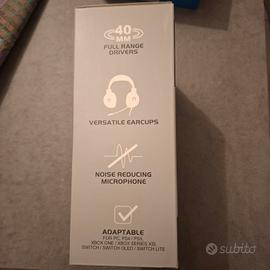 40
MM
FULL RANGE
DRIVERS
VERSATILE EARCUPS
NOISE REDUCING
MICROPHONE
ADAPTABLE
FOR PC, PS4 / PS5,
XBOX ONE / XBOX SERIES X|S,
SWITCH / SWITCH OLED / SWITCH LITE
subito